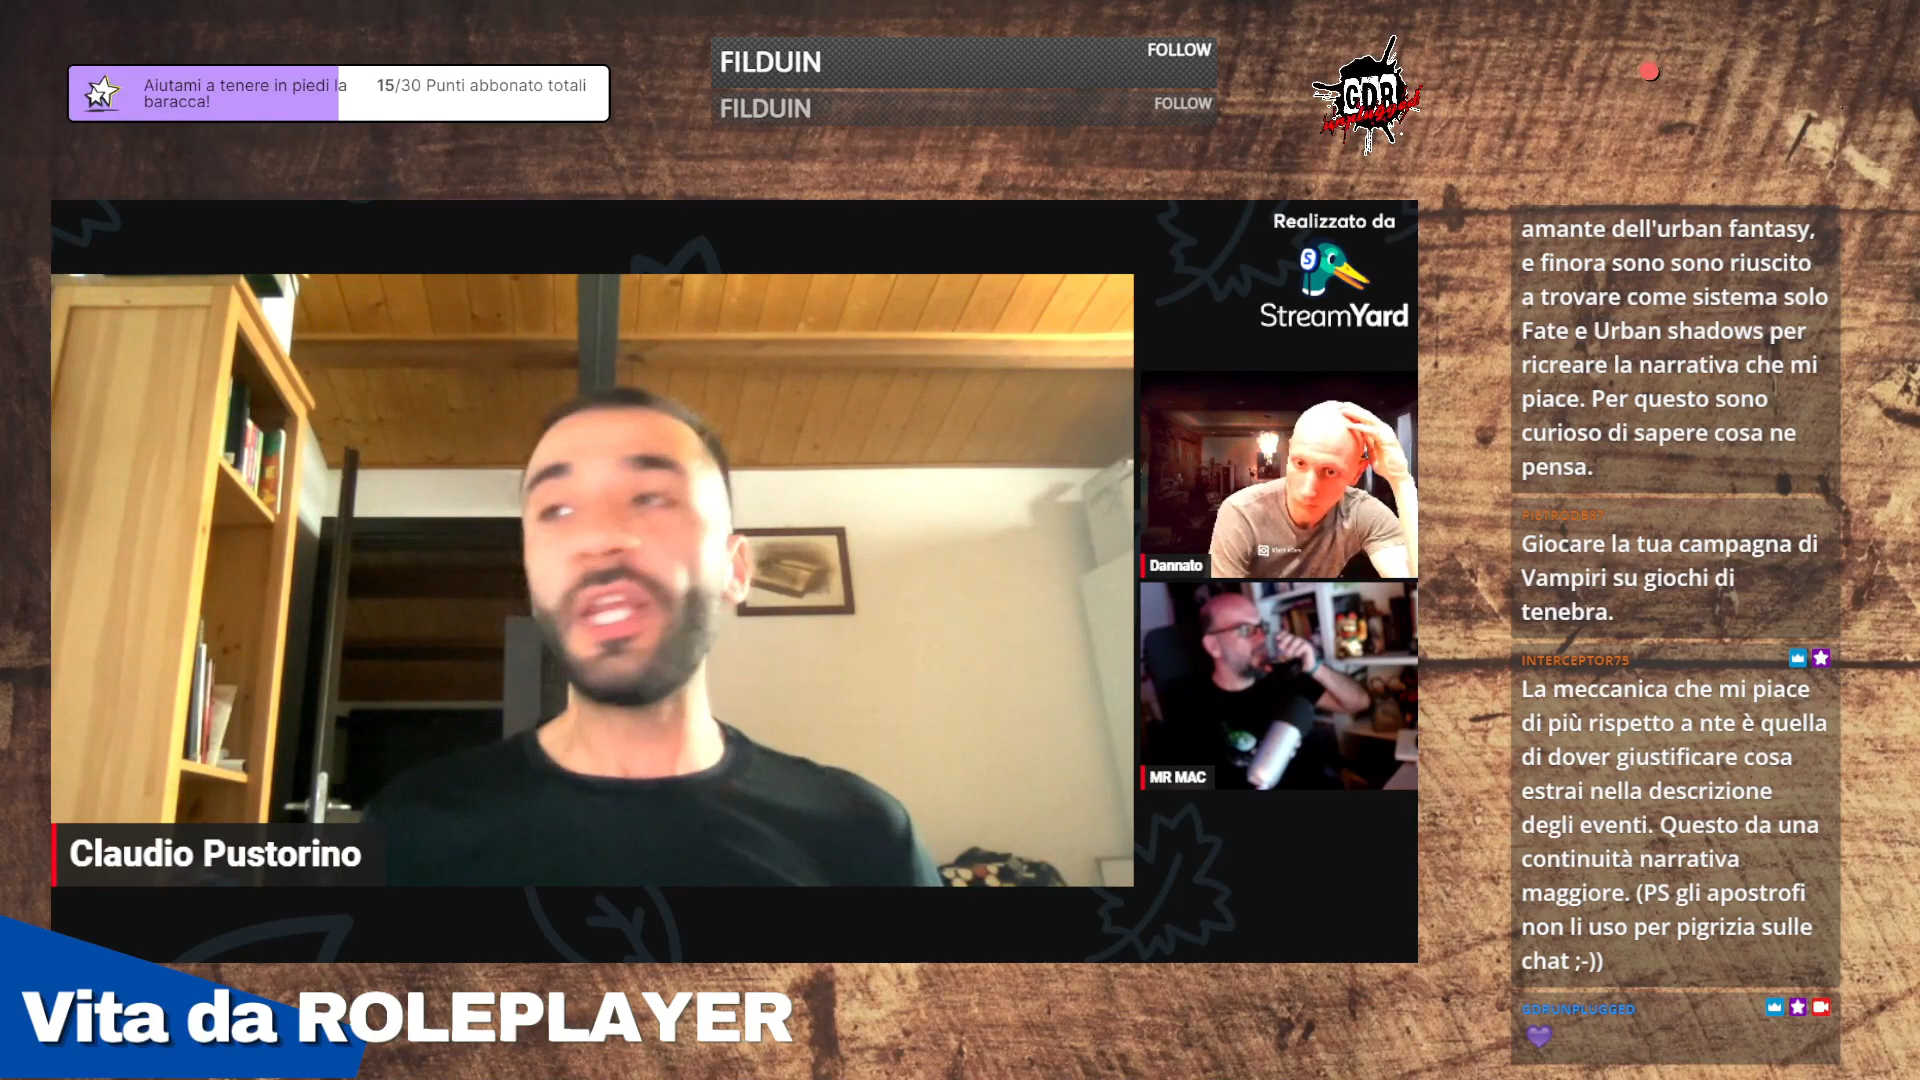 Aiutami a tenere in piedi la
baracca!
15/30 Punti abbonato totali
FILDUIN
FOLLOW
FILDUIN
FOLLOW
GDR
unplugged
Realizzato da
S
StreamYard
Dannato
MR MAC
Claudio Pustorino
Vita da ROLEPLAYER
amante dell'urban fantasy,
e finora sono sono riuscito
a trovare come sistema solo
Fate e Urban shadows per
ricreare la narrativa che mi
piace. Per questo sono
curioso di sapere cosa ne
pensa.
Giocare la tua campagna di
Vampiri su giochi di
tenebra.
INTERCEPTOR75
La meccanica che mi piace
di più rispetto a nte è quella
di dover giustificare cosa
estrai nella descrizione
degli eventi. Questo da una
continuità narrativa
maggiore. (PS gli apostrofi
non li uso per pigrizia sulle
chat ;-))
GDRUNPLUGGED